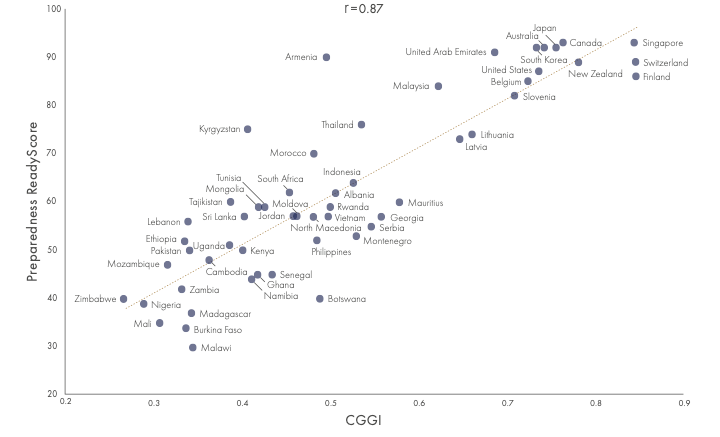 r=0.87
100
Japan
Australia
Canada
Singapore
United Arab Emirates
90
Armenia
South Korea
Switzerland
United States
New Zealand
Finland
Malaysia
Belgium
80
Slovenia
Thailand
Kyrgyzstan
Lithuania
Latvia
70
Morocco
Indonesia
Tunisia
South Africa
Mongolia
Albania
60
Tajikistan
Moldova
Rwanda
Mauritius
Lebanon
Sri Lanka
Jordan
Vietnam
Georgia
North Macedonia
Serbia
Ethiopia
Uganda
Montenegro
50
Pakistan
Kenya
Philippines
Mozambique
Cambodia
Senegal
Ghana
Zambia
Namibia
40
Zimbabwe
Nigeria
Botswana
Madagascar
Mali
Burkina Faso
30
Malawi
20
0.2
0.3
0.4
0.5
0.6
0.7
0.8
0.9
Preparedness ReadyScore
CGGI